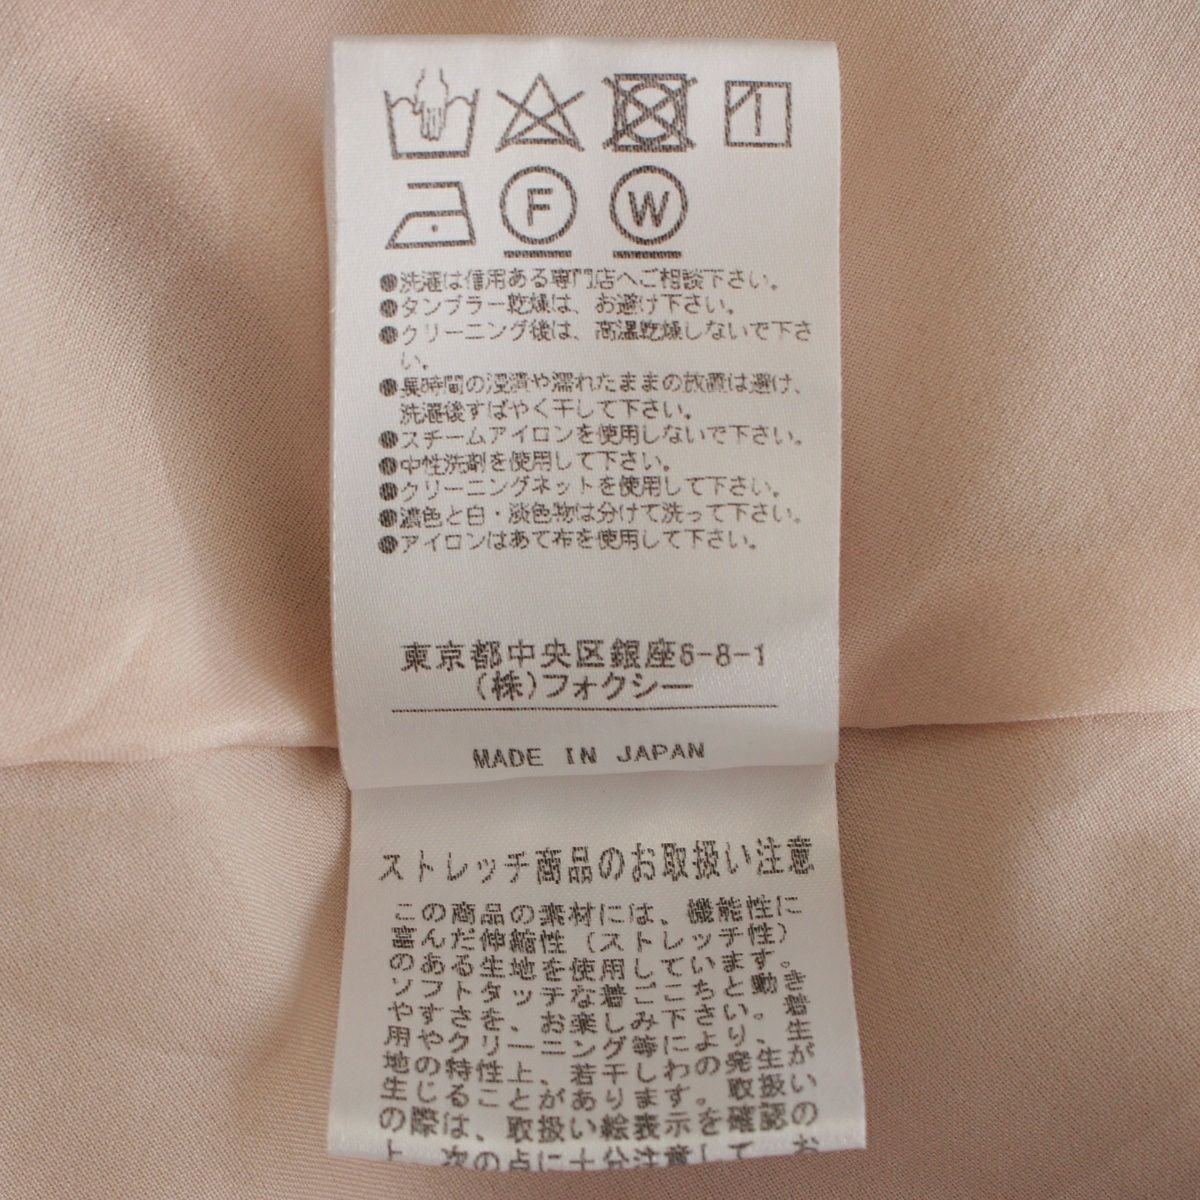 F W
●洗濯は信用ある専門店へご相談下さい。
●タンブラー乾燥は、お避け下さい。
●クリーニング後は、高温乾燥しないで下さ
い。
●長時間の浸漬や濡れたままの放置は避け、
洗濯後すばやく干して下さい。
●スチームアイロンを使用しないで下さい。
●中性洗剤を使用して下さい。
●クリーニングネットを使用して下さい。
●濃色と白・淡色物は分けて洗って下さい。
●アイロンはあて布を使用して下さい。
東京都中央区銀座6-8-1
(株)フォクシー
MADE IN JAPAN
ストレッチ商品のお取扱い注意
この商品の素材には、機能性に
富んだ伸縮性(ストレッチ性)
のある生地を使用しています。
ソフトタッチな着ごこちと動き
やすさを、お楽しみ下さい。着
用やクリーニング等により、生
地の特性上、若干しわの発生が
生じることがあります。取扱い
の際は、取扱い絵表示を確認の
上、次の点に十分注意して、お